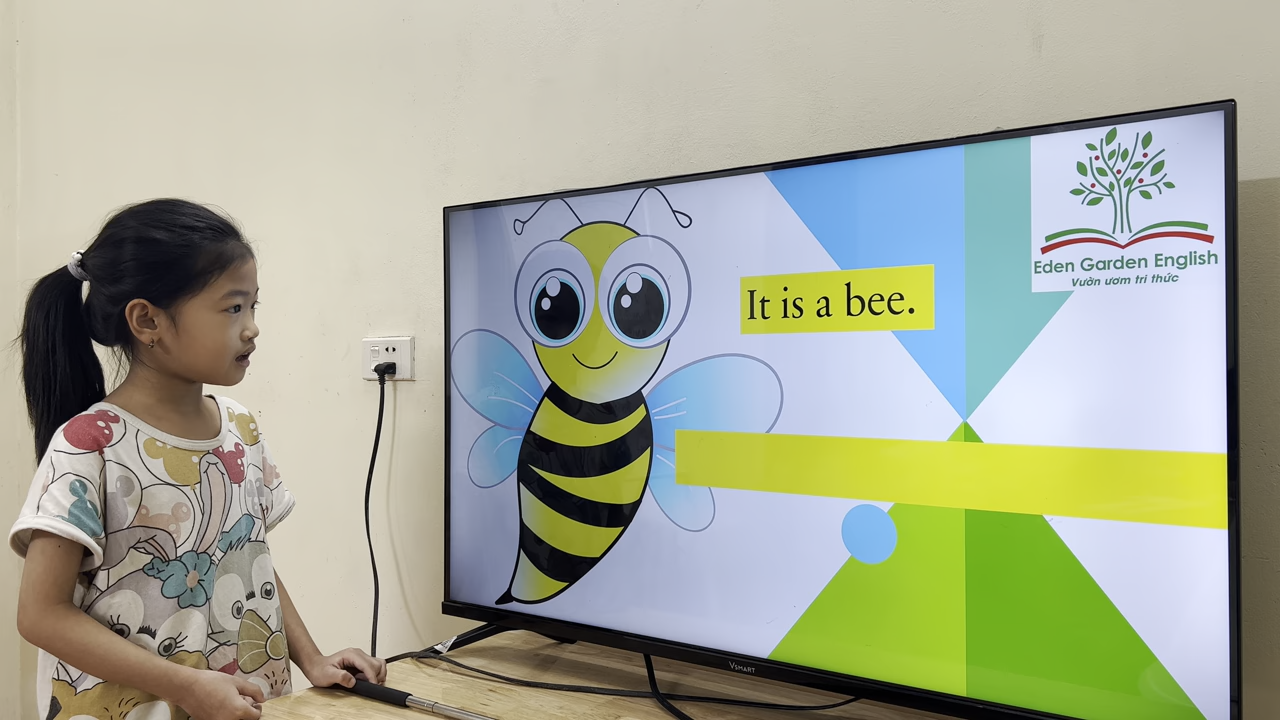 It is a bee.
Eden Garden English
Vườn ươm tri thức
VSMART